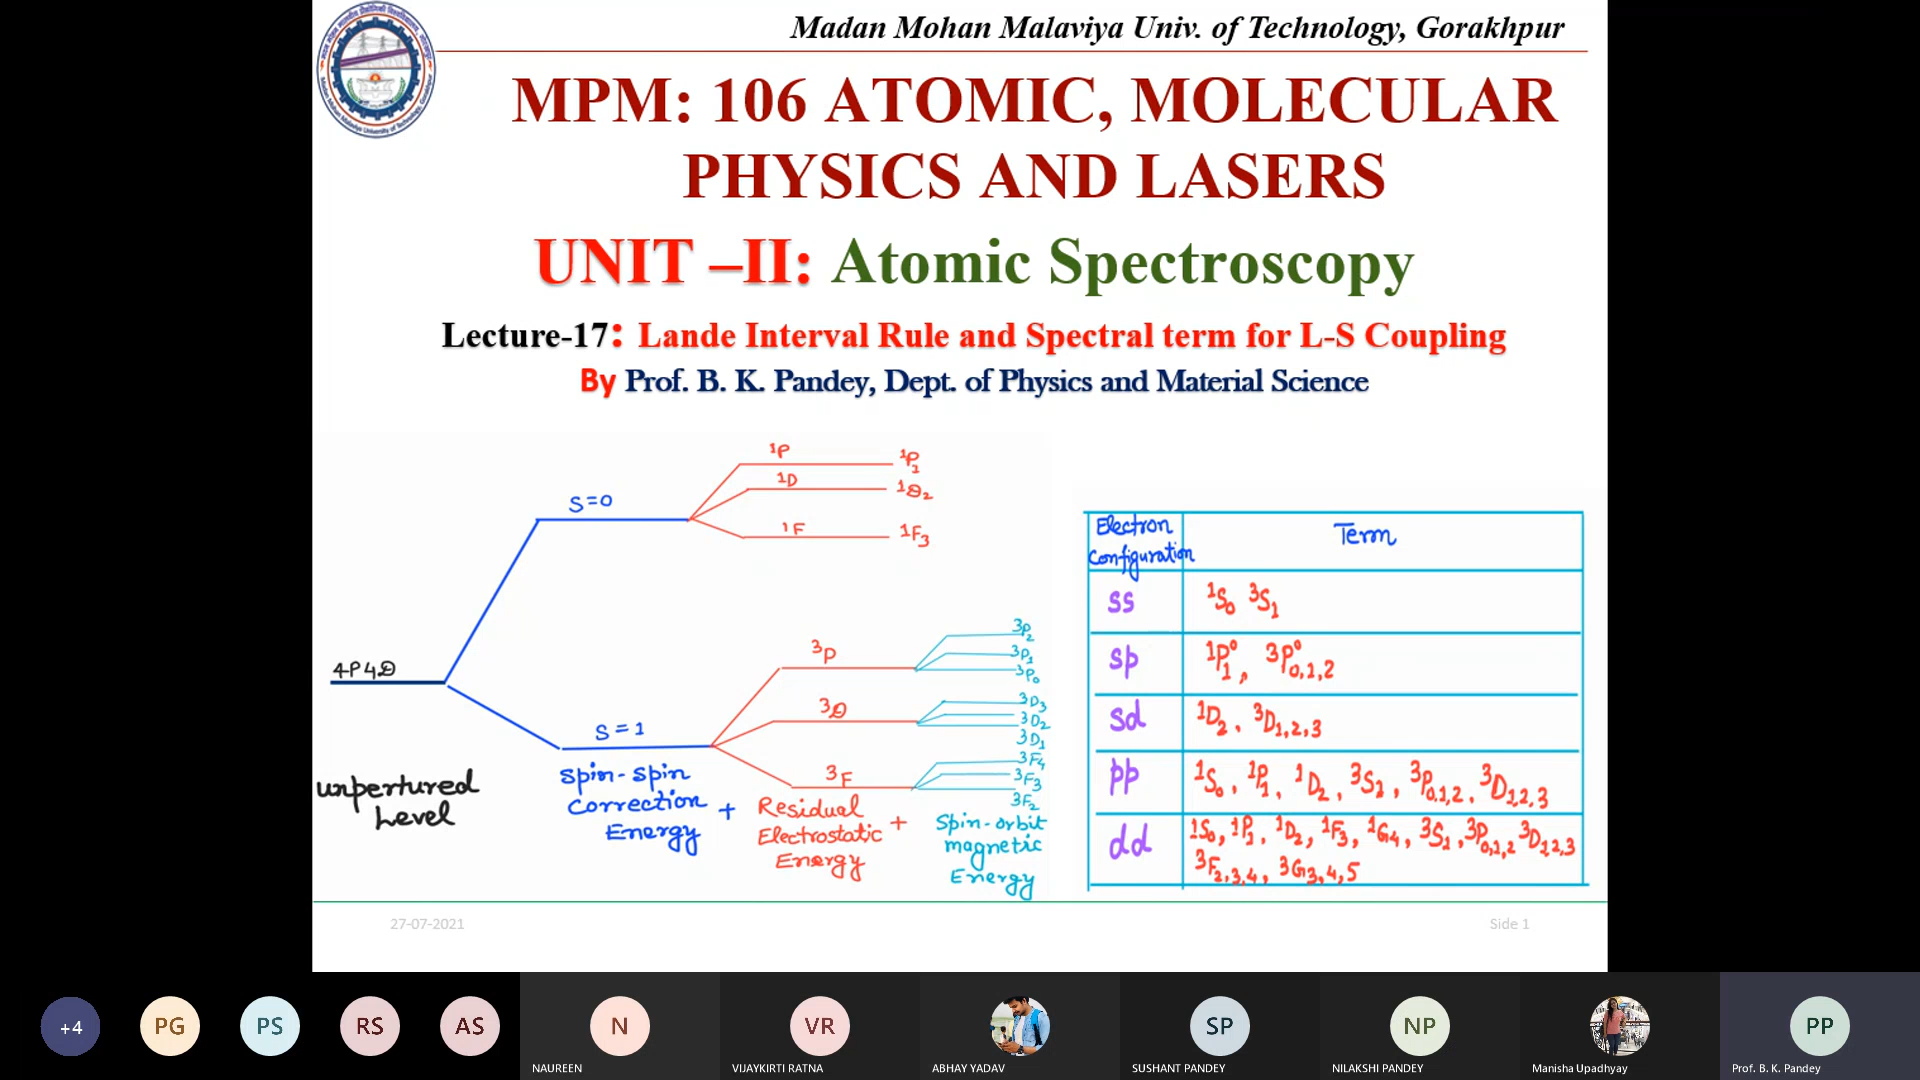 Madan Mohan Malaviya Univ. of Technology, Gorakhpur
MPM: 106 ATOMIC, MOLECULAR
PHYSICS AND LASERS
UNIT –II: Atomic Spectroscopy
Lecture-17: Lande Interval Rule and Spectral term for L-S Coupling
By Prof. B. K. Pandey, Dept. of Physics and Material Science
¹P ¹P₁
¹D ¹D₂
S=0
¹F ¹F₃
4P4D
³P
³P₂
³P₁
³P₀
³D
³D₃
³D₂
³D₁
S=1
³F
³F₄
³F₃
³F₂
unpertured
Level
Spin-spin
Correction
Energy
+
Residual
Electrostatic
Energy
+
Spin-orbit
magnetic
Energy
Electron
Configuration
Term
ss
¹S₀ ³S₁
sp
¹P₁°, ³P°₀,₁,₂
sd
¹D₂, ³D₁,₂,₃
pp
¹S₀, ¹P₁, ¹D₂, ³S₁, ³P₀,₁,₂, ³D₁,₂,₃
dd
¹S₀, ¹P₁, ¹D₂, ¹F₃, ¹G₄, ³S₁, ³P₀,₁,₂ ³D₁,₂,₃
³F₂,₃,₄, ³G₃,₄,₅
27-07-2021
Side 1
+4
PG
PS
RS
AS
N
NAUREEN
VR
VIJAYKIRTI RATNA
ABHAY YADAV
SP
SUSHANT PANDEY
NP
NILAKSHI PANDEY
Manisha Upadhyay
PP
Prof. B. K. Pandey